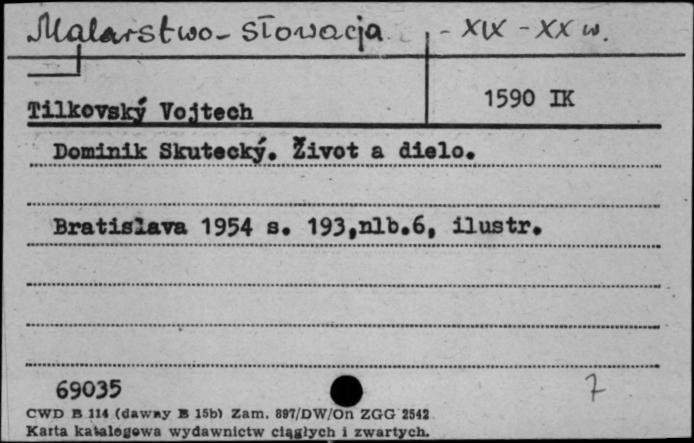 Malarstwo - Słowacja - XIX - XX w.
1590 IK
Tilkovský Vojtech
Dominik Skutecký. Život a dielo.
Bratislava 1954 s. 193,nlb.6, ilustr.
69035
7
CWD B 114 (dawny B 15b) Zam. 897/DW/On ZGG 2542
Karta katalogowa wydawnictw ciągłych i zwartych.